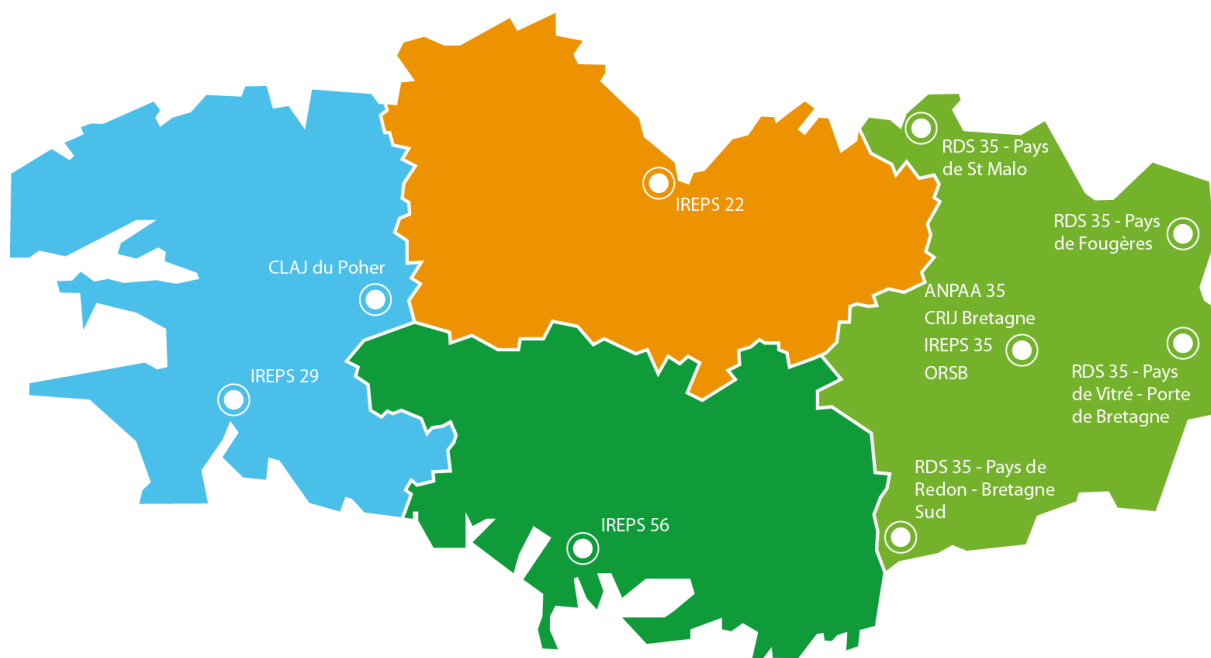 RDS 35 - Pays
de St Malo
IREPS 22
RDS 35 - Pays
de Fougères
CLAJ du Poher
ANPAA 35
CRIJ Bretagne
IREPS 35
ORSB
IREPS 29
RDS 35 - Pays
de Vitré - Porte
de Bretagne
RDS 35 - Pays de
Redon - Bretagne
Sud
IREPS 56